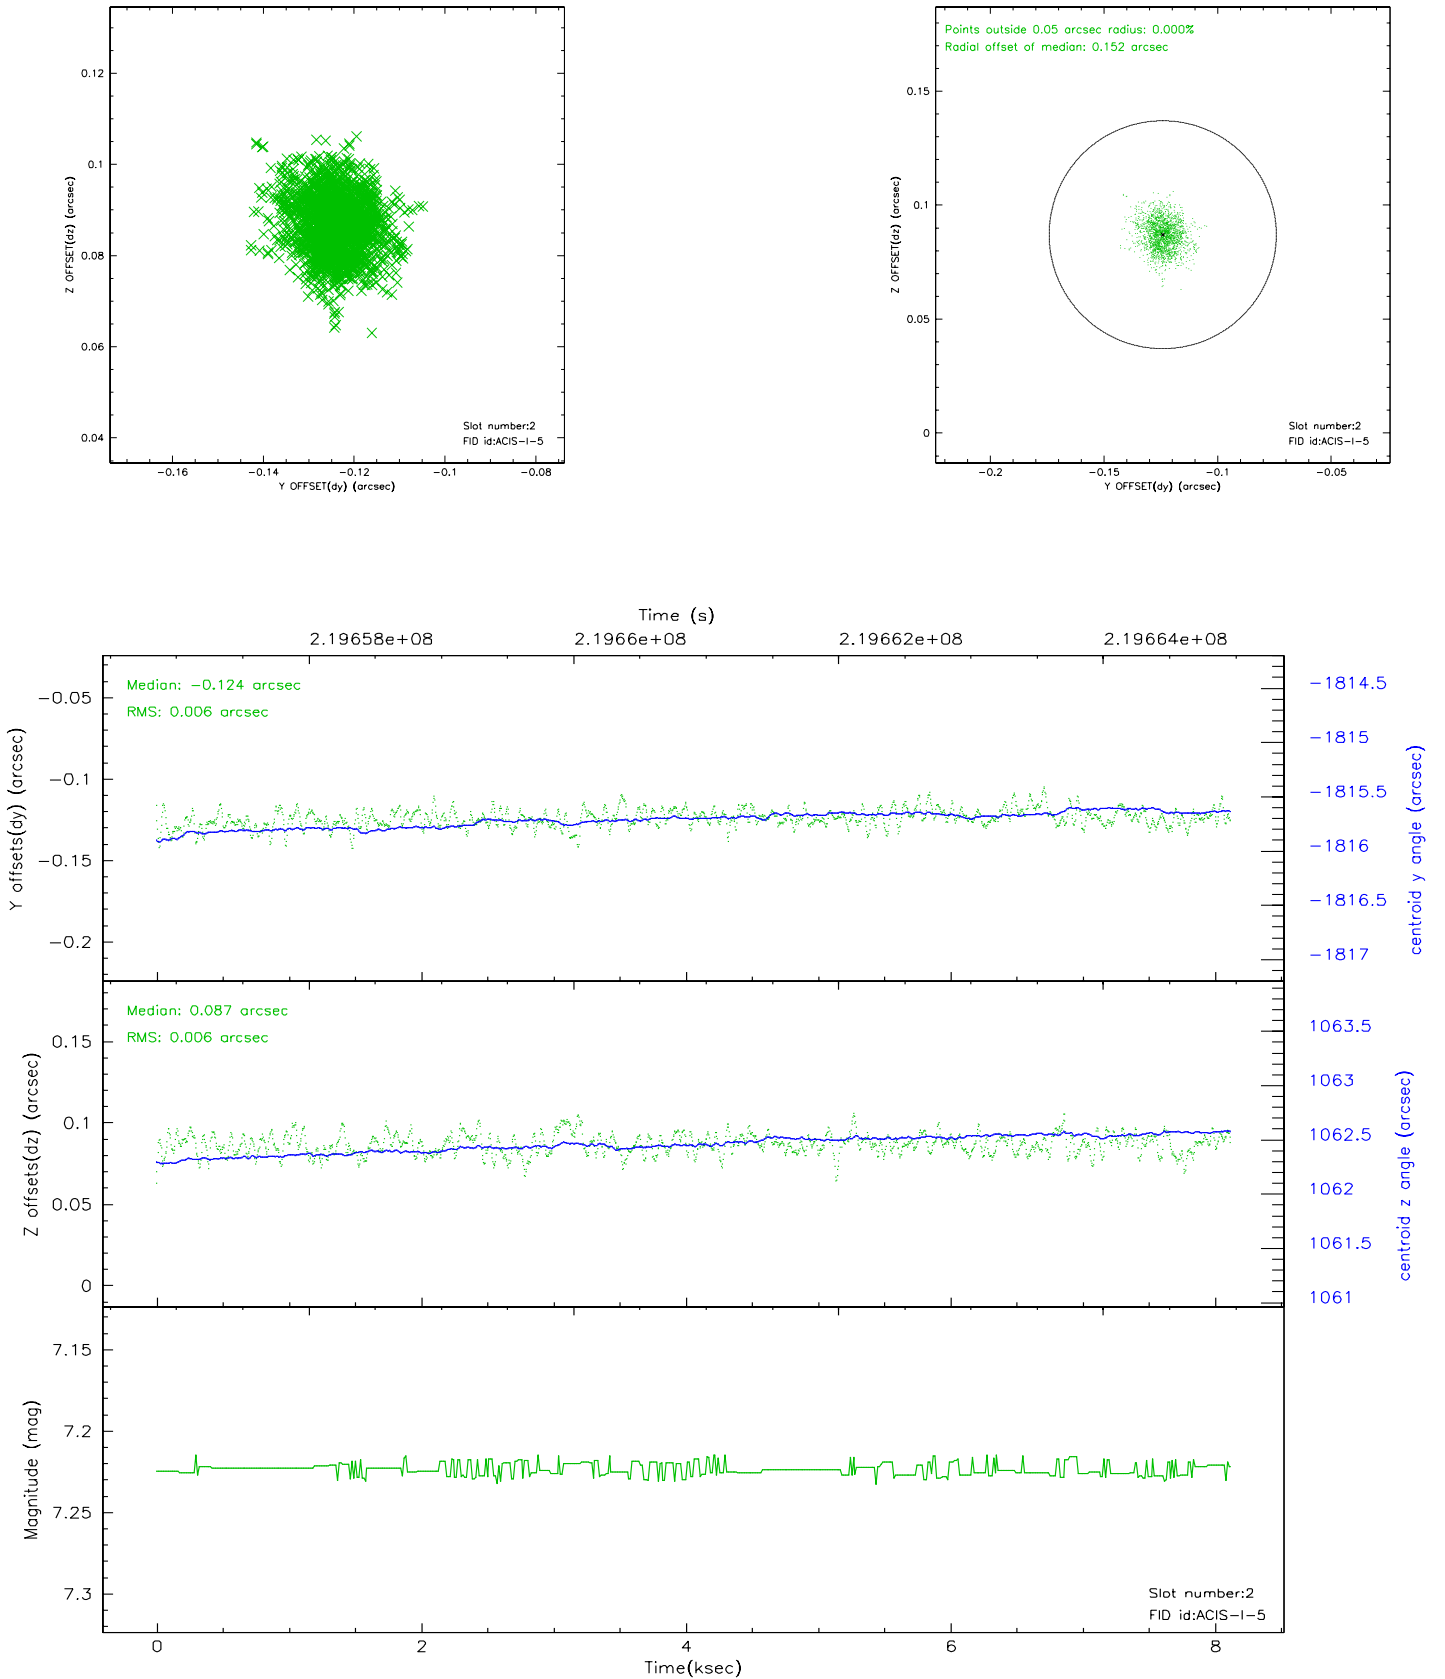 0.12
0.1
0.08
0.06
0.04
Z OFFSET(dz) (arcsec)
Slot number:2
FID id:ACIS-I-5
-0.16 -0.14 -0.12 -0.1 -0.08
Y OFFSET(dy) (arcsec)
Points outside 0.05 arcsec radius: 0.000%
Radial offset of median: 0.152 arcsec
0.15
0.1
0.05
0
Z OFFSET(dz) (arcsec)
Slot number:2
FID id:ACIS-I-5
-0.2 -0.15 -0.1 -0.05
Y OFFSET(dy) (arcsec)
Time (s)
2.19658e+08 2.1966e+08 2.19662e+08 2.19664e+08
Median: -0.124 arcsec
RMS: 0.006 arcsec
-0.05
-0.1
-0.15
-0.2
Y offsets(dy) (arcsec)
-1814.5
-1815
-1815.5
-1816
-1816.5
-1817
centroid y angle (arcsec)
Median: 0.087 arcsec
RMS: 0.006 arcsec
0.15
0.1
0.05
0
Z offsets(dz) (arcsec)
1063.5
1063
1062.5
1062
1061.5
1061
centroid z angle (arcsec)
7.15
7.2
7.25
7.3
Magnitude (mag)
Slot number:2
FID id:ACIS-I-5
0 2 4 6 8
Time(ksec)